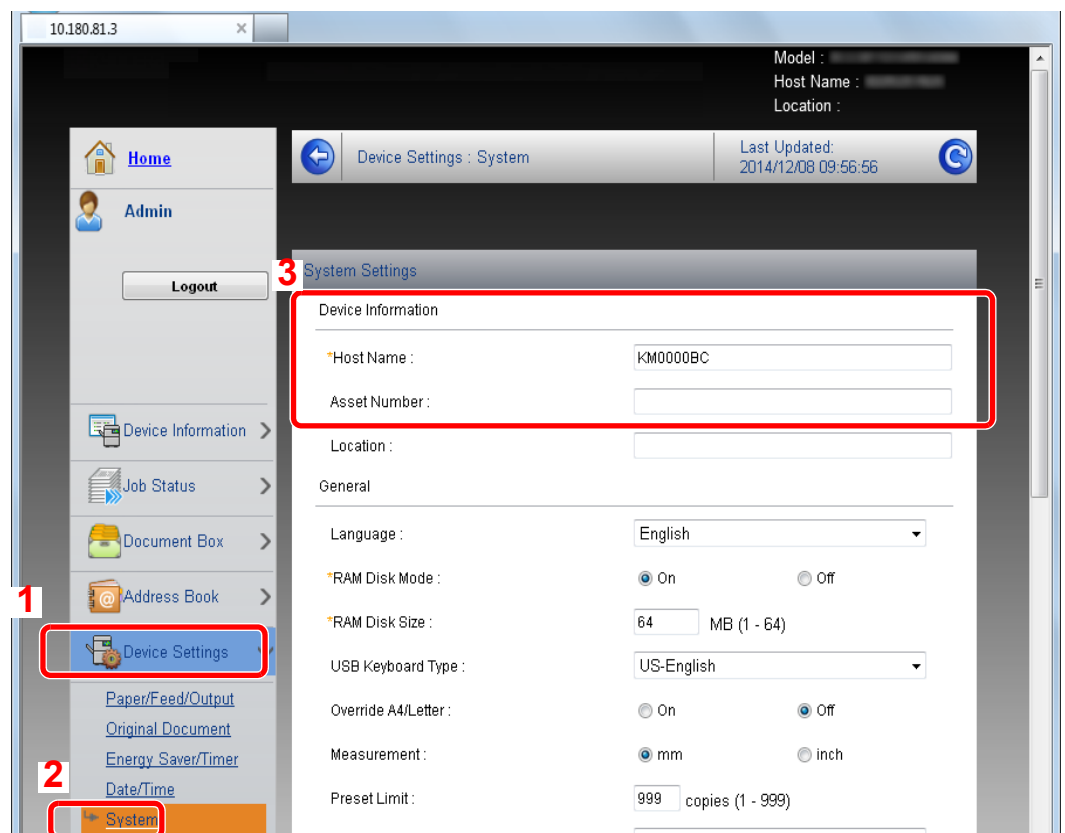 10.180.81.3 ×
Model :
Host Name :
Location :
Home
Device Settings : System
Last Updated:
2014/12/08 09:56:56
Admin
Logout
3
System Settings
Device Information
*Host Name : KM0000BC
Asset Number :
Location :
General
Language : English
*RAM Disk Mode : On Off
*RAM Disk Size : 64 MB (1 - 64)
USB Keyboard Type : US-English
Override A4/Letter : On Off
Measurement : mm inch
Preset Limit : 999 copies (1 - 999)
Device Information
Job Status
Document Box
Address Book
1
Device Settings
Paper/Feed/Output
Original Document
Energy Saver/Timer
2
Date/Time
System